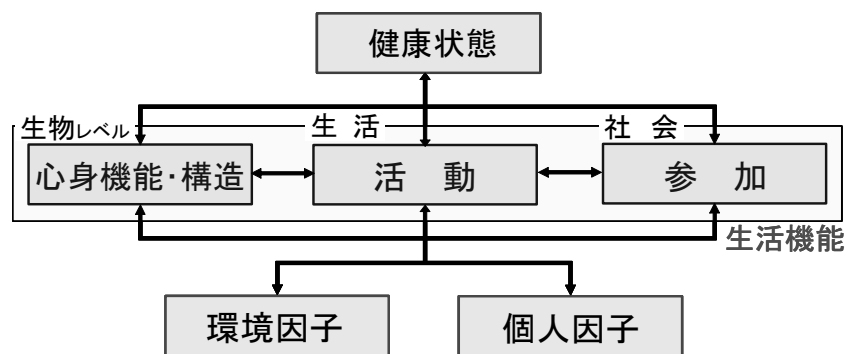 健康状態
生物レベル
生 活
社 会
心身機能・構造
活 動
参 加
生活機能
環境因子
個人因子